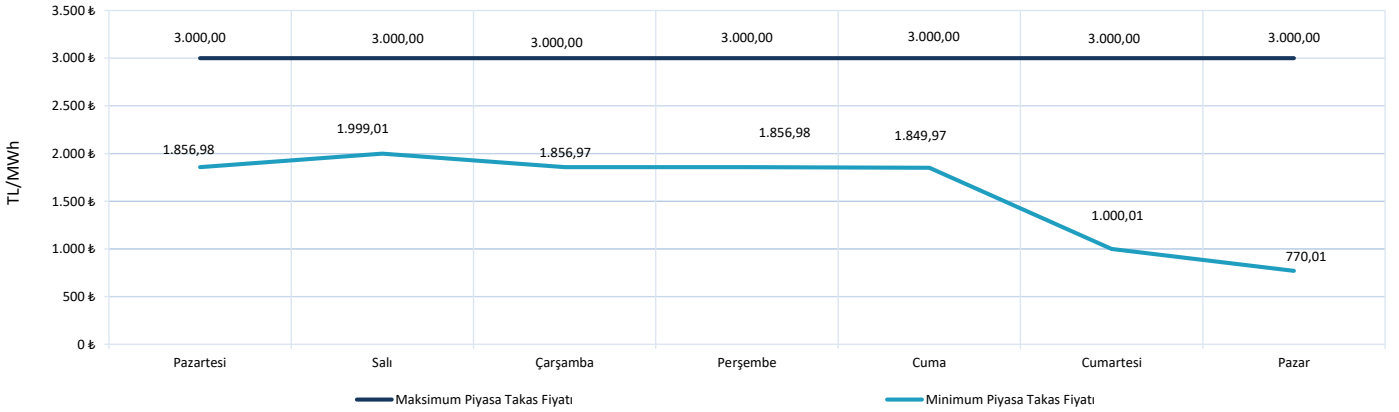 3.500 ₺
3.000,00 3.000,00 3.000,00 3.000,00 3.000,00 3.000,00 3.000,00
3.000 ₺
2.500 ₺
1.856,98 1.999,01 1.856,97 1.856,98 1.849,97 1.000,01 770,01
2.000 ₺
1.500 ₺
1.000 ₺
500 ₺
0 ₺
TL/MWh
Pazartesi Salı Çarşamba Perşembe Cuma Cumartesi Pazar
Maksimum Piyasa Takas Fiyatı Minimum Piyasa Takas Fiyatı